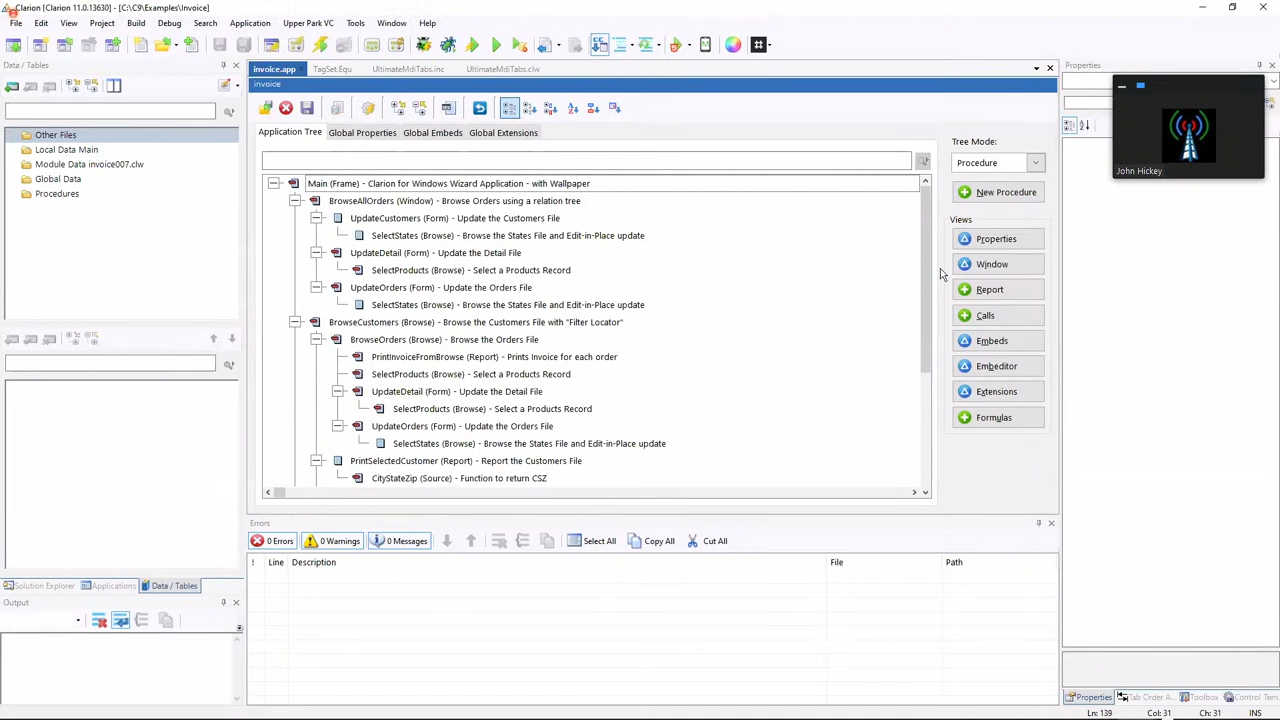 Clarion [Clarion 11.0.13630] - [C:\C9\Examples\Invoice]
File Edit View Project Build Debug Search Application Upper Park VC Tools Window Help
Data / Tables
invoice.app TagSet.Equ UltimateMdiTabs.inc UltimateMdiTabs.clw
Properties
invoice
Application Tree Global Properties Global Embeds Global Extensions
Other Files
Local Data Main
Module Data invoice007.clw
Global Data
Procedures
Main (Frame) - Clarion for Windows Wizard Application - with Wallpaper
BrowseAllOrders (Window) - Browse Orders using a relation tree
UpdateCustomers (Form) - Update the Customers File
SelectStates (Browse) - Browse the States File and Edit-in-Place update
UpdateDetail (Form) - Update the Detail File
SelectProducts (Browse) - Select a Products Record
UpdateOrders (Form) - Update the Orders File
SelectStates (Browse) - Browse the States File and Edit-in-Place update
BrowseCustomers (Browse) - Browse the Customers File with "Filter Locator"
BrowseOrders (Browse) - Browse the Orders File
PrintInvoiceFromBrowse (Report) - Prints Invoice for each order
SelectProducts (Browse) - Select a Products Record
UpdateDetail (Form) - Update the Detail File
SelectProducts (Browse) - Select a Products Record
UpdateOrders (Form) - Update the Orders File
SelectStates (Browse) - Browse the States File and Edit-in-Place update
PrintSelectedCustomer (Report) - Report the Customers File
CityStateZip (Source) - Function to return CSZ
Tree Mode:
Procedure
New Procedure
Views
Properties
Window
Report
Calls
Embeds
Embeditor
Extensions
Formulas
John Hickey
Errors
0 Errors 0 Warnings 0 Messages Select All Copy All Cut All
! Line Description File Path
Solution Explorer Applications Data / Tables
Output
Properties Tab Order A... Toolbox Control Tem
Ln: 139 Col: 31 Ch: 31 INS